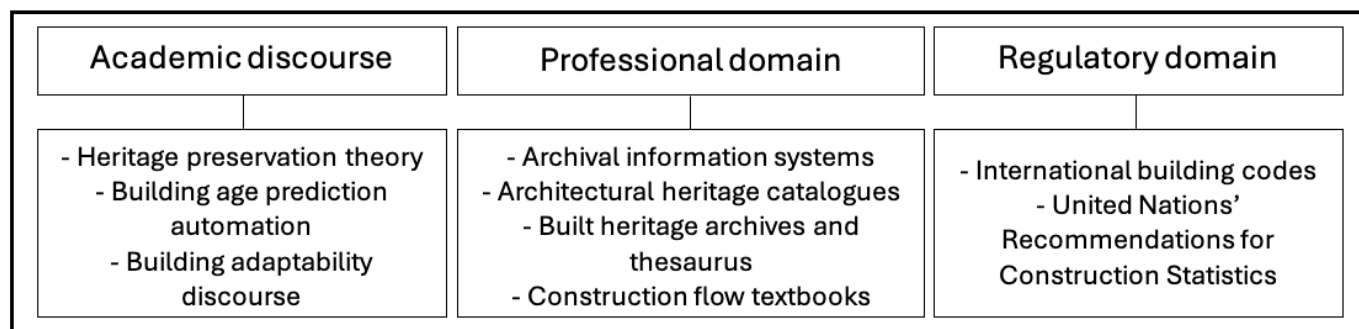 Academic discourse
- Heritage preservation theory
- Building age prediction
automation
- Building adaptability
discourse
Professional domain
- Archival information systems
- Architectural heritage catalogues
- Built heritage archives and
thesaurus
- Construction flow textbooks
Regulatory domain
- International building codes
- United Nations’
Recommendations for
Construction Statistics